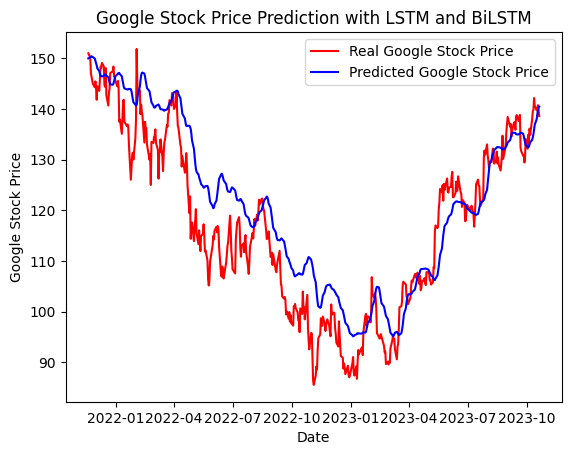 Google Stock Price Prediction with LSTM and BiLSTM
Real Google Stock Price
Predicted Google Stock Price
Google Stock Price
150
140
130
120
110
100
90
2022-01 2022-04 2022-07 2022-10 2023-01 2023-04 2023-07 2023-10
Date